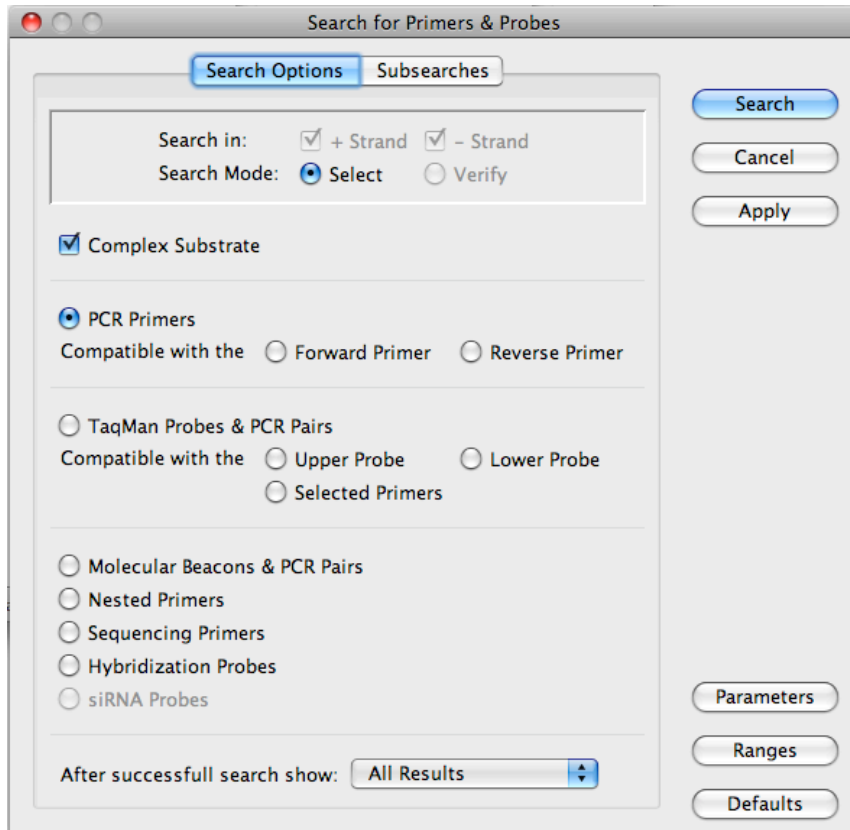 Search for Primers & Probes
Search Options Subsearches
Search in: + Strand - Strand
Search Mode: Select Verify
Complex Substrate
PCR Primers
Compatible with the Forward Primer Reverse Primer
TaqMan Probes & PCR Pairs
Compatible with the Upper Probe Lower Probe
Selected Primers
Molecular Beacons & PCR Pairs
Nested Primers
Sequencing Primers
Hybridization Probes
siRNA Probes
After successfull search show: All Results
Search
Cancel
Apply
Parameters
Ranges
Defaults